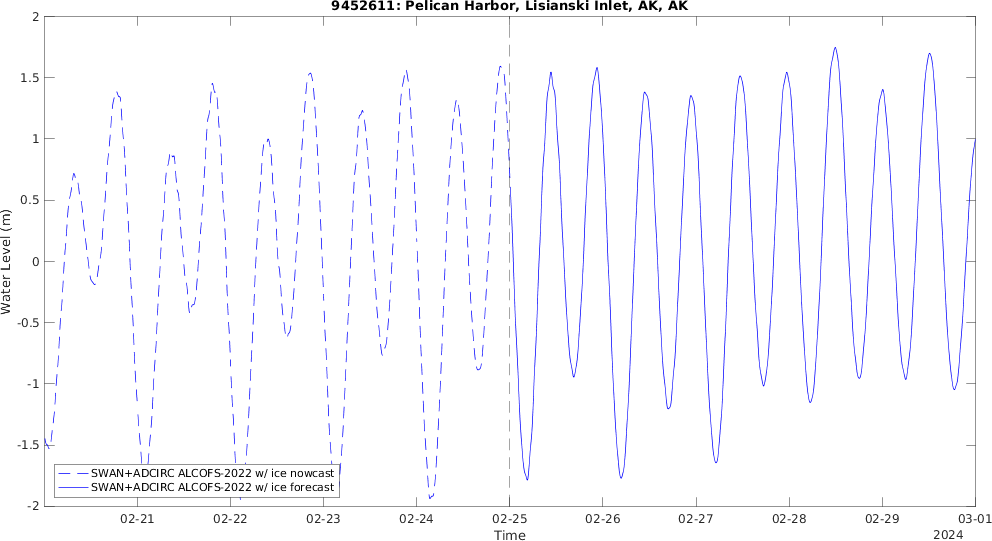 9452611: Pelican Harbor, Lisianski Inlet, AK, AK
2
1.5
1
0.5
0
-0.5
-1
-1.5
-2
Water Level (m)
SWAN+ADCIRC ALCOFS-2022 w/ ice nowcast
SWAN+ADCIRC ALCOFS-2022 w/ ice forecast
02-21 02-22 02-23 02-24 02-25 02-26 02-27 02-28 02-29 03-01
Time
2024